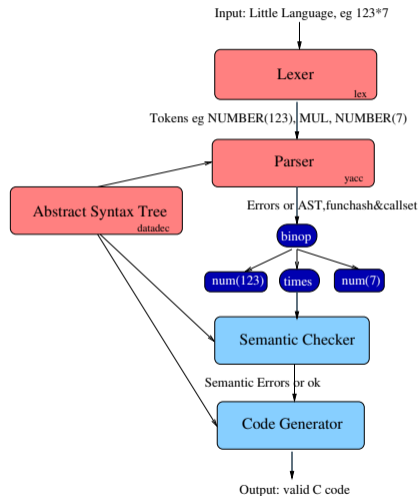 Input: Little Language, eg 123*7
Lexer
lex
Tokens eg NUMBER(123), MUL, NUMBER(7)
Parser
yacc
Abstract Syntax Tree
datadec
Errors or AST,funchash&callset
binop
num(123) times num(7)
Semantic Checker
Semantic Errors or ok
Code Generator
Output: valid C code